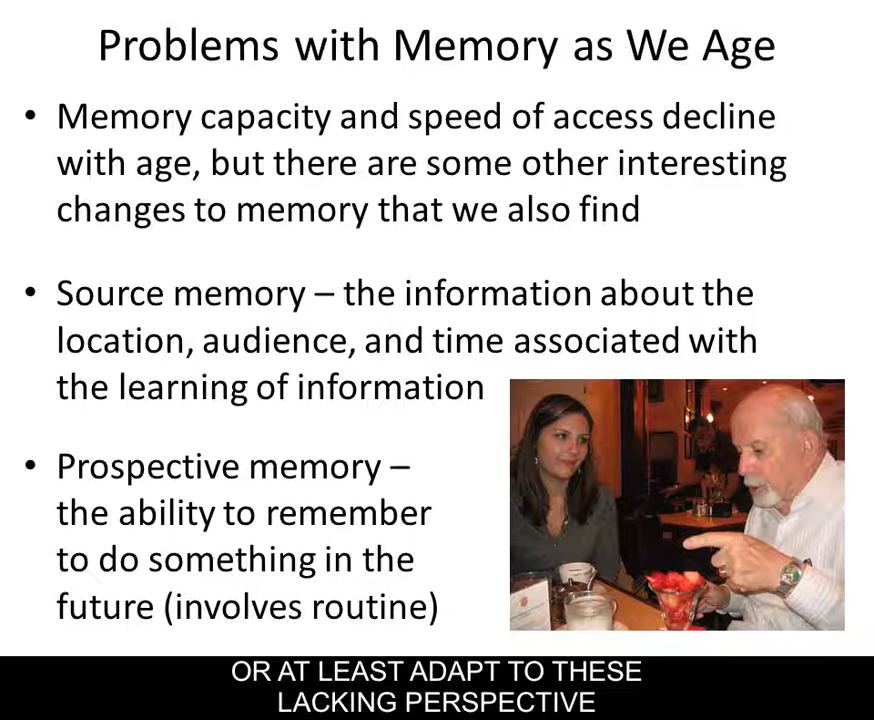 Problems with Memory as We Age
• Memory capacity and speed of access decline
with age, but there are some other interesting
changes to memory that we also find
• Source memory – the information about the
location, audience, and time associated with
the learning of information
• Prospective memory –
the ability to remember
to do something in the
future (involves routine)
OR AT LEAST ADAPT TO THESE
LACKING PERSPECTIVE